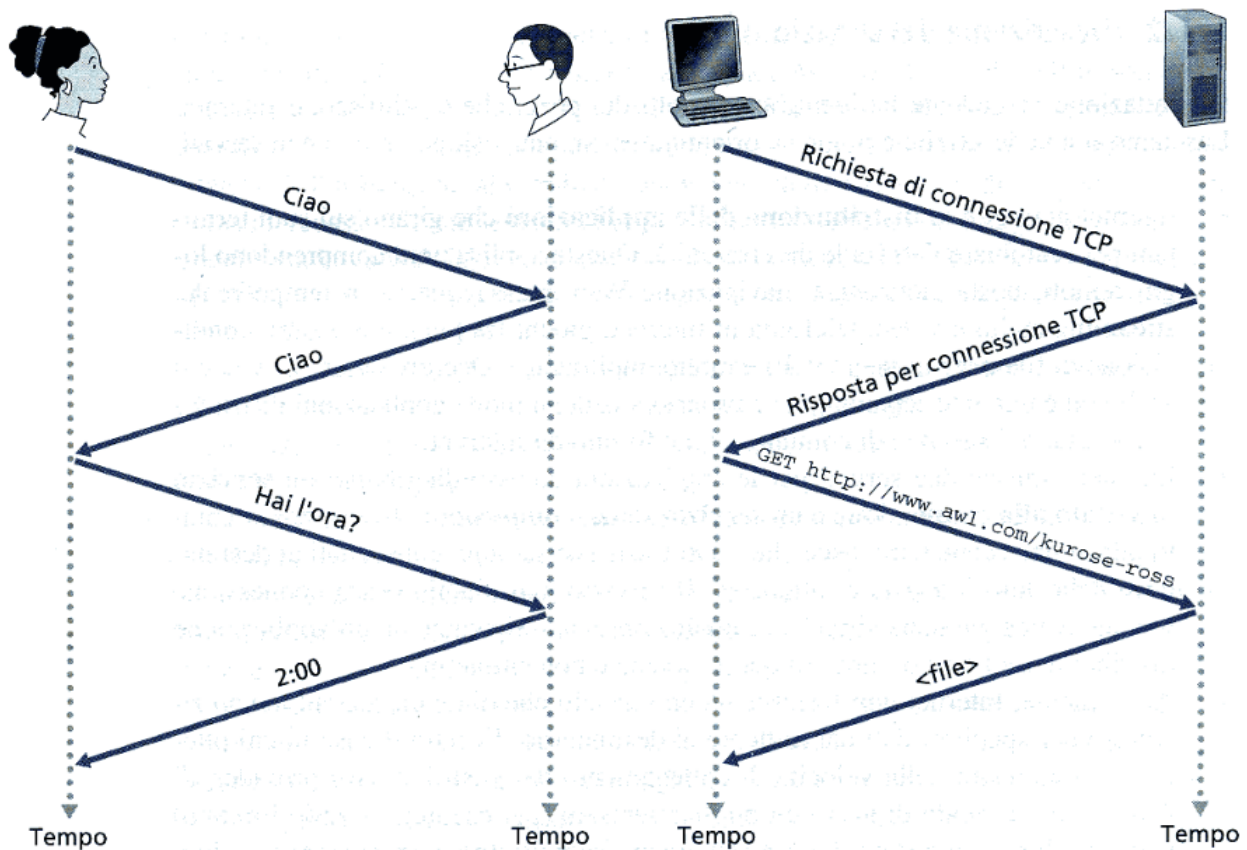 Ciao
Ciao
Hai l'ora?
2:00
Richiesta di connessione TCP
Risposta per connessione TCP
GET http://www.awl.com/kurose-ross
<file>
Tempo
Tempo
Tempo
Tempo